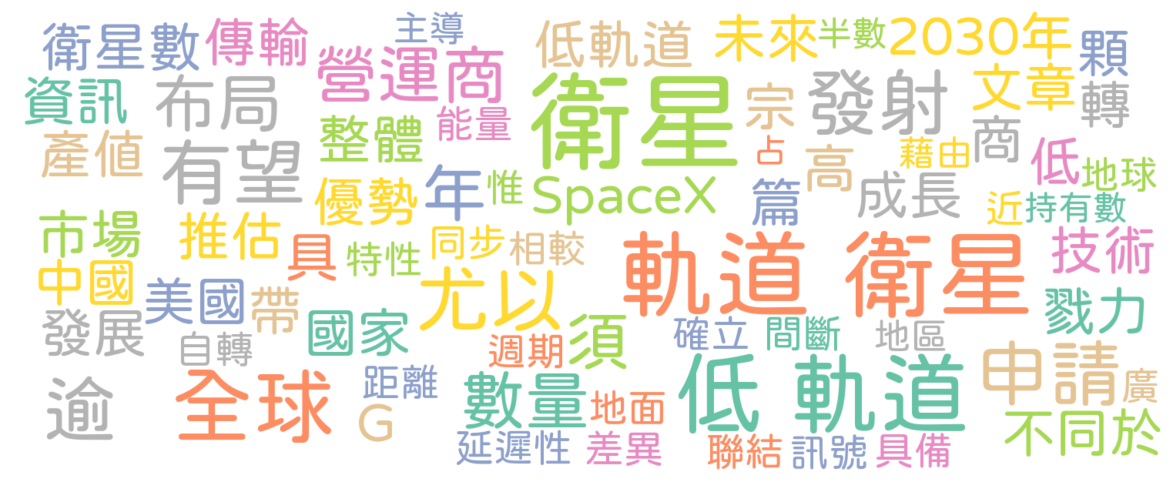 衛星數
傳輸
主導
低軌道
未來
半數
2030年
顆
資訊
布局
營運商
衛星
宗
發射
文章
轉
產值
有望
整體
能量
占
高
藉由
商
低
地球
優勢
年
惟
SpaceX
篇
成長
近
持有數
市場
推估
具
特性
同步
相較
軌道 衛星
技術
中國
美國
帶
尤以
戮力
發展
自轉
國家
週期
須
確立
間斷
地區
逾
全球
距離
G
數量
地面
低 軌道
申請
廣
延遲性
差異
聯結
訊號
具備
不同於